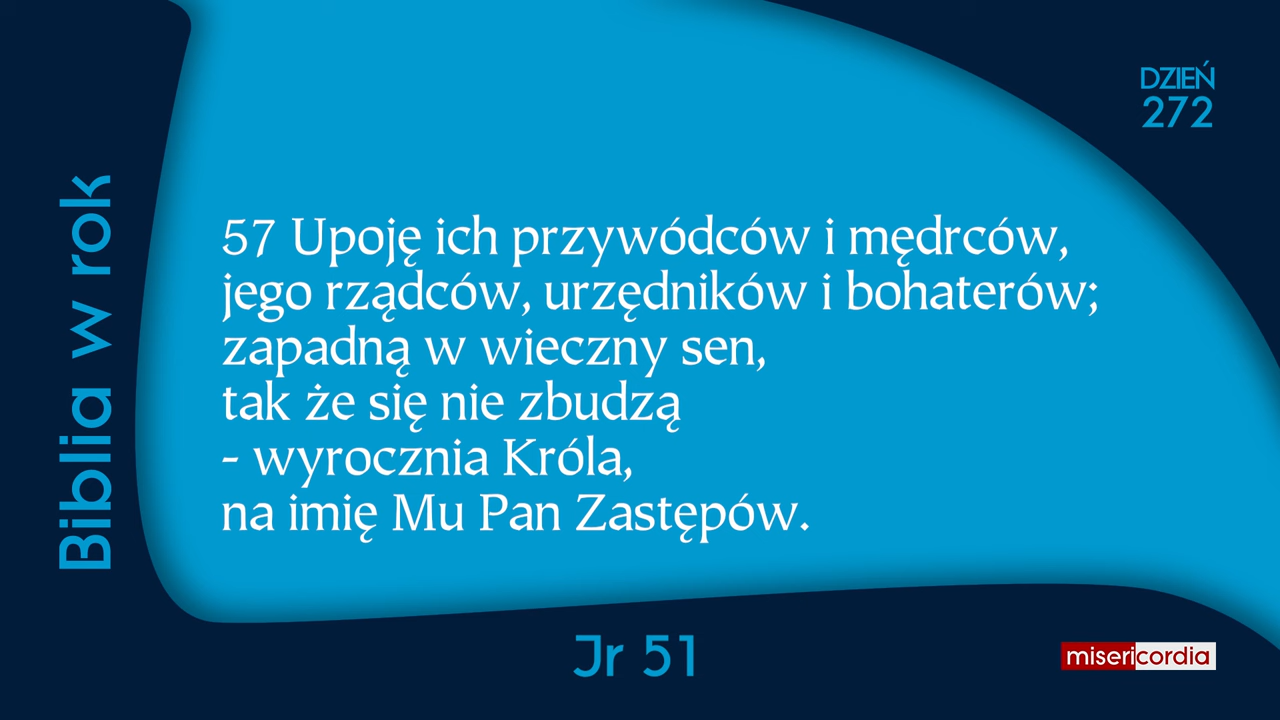 DZIEŃ
272
Biblia w rok
57 Upoję ich przywódców i mędrców,
jego rządców, urzędników i bohaterów;
zapadną w wieczny sen,
tak że się nie zbudzą
- wyrocznia Króla,
na imię Mu Pan Zastępów.
Jr 51
misericordia